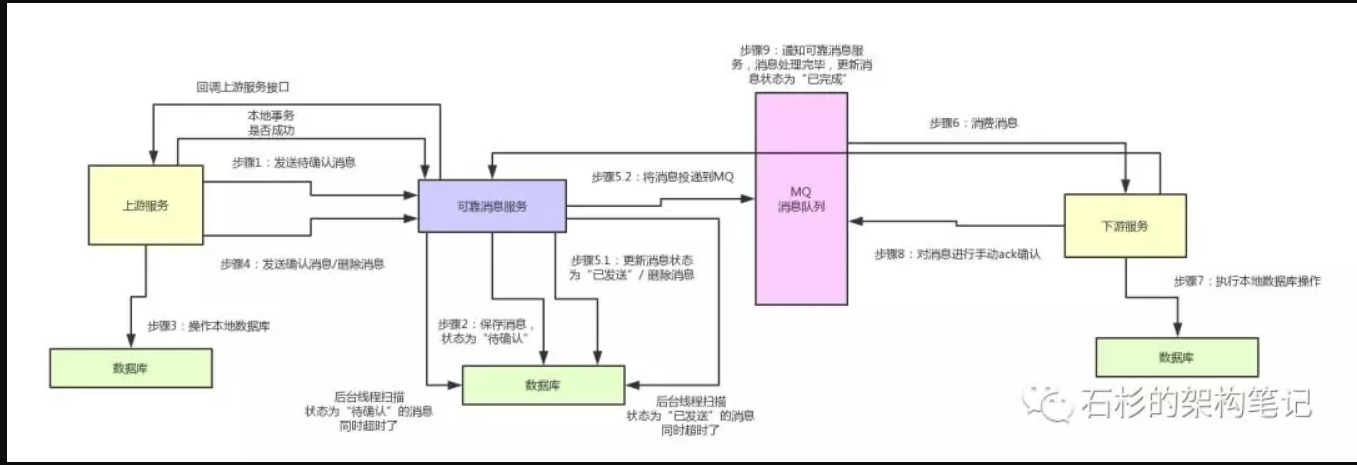 步骤9：通知可靠消息服
务，消息处理完毕，更新消
息状态为“已完成”
回调上游服务接口
本地事务
是否成功
步骤6：消费消息
步骤1：发送待确认消息
步骤5.2：将消息投递到MQ
MQ
消息队列
上游服务
可靠消息服务
下游服务
步骤4：发送确认消息/删除消息
步骤5.1：更新消息状态
为“已发送”/ 删除消息
步骤8：对消息进行手动ack确认
步骤7：执行本地数据库操作
步骤3：操作本地数据库
步骤2：保存消息，
状态为“待确认”
数据库
数据库
数据库
后台线程扫描
状态为“待确认”的消息
同时超时了
后台线程扫描
状态为“已发送”的消息
同时超时了
石杉的架构笔记